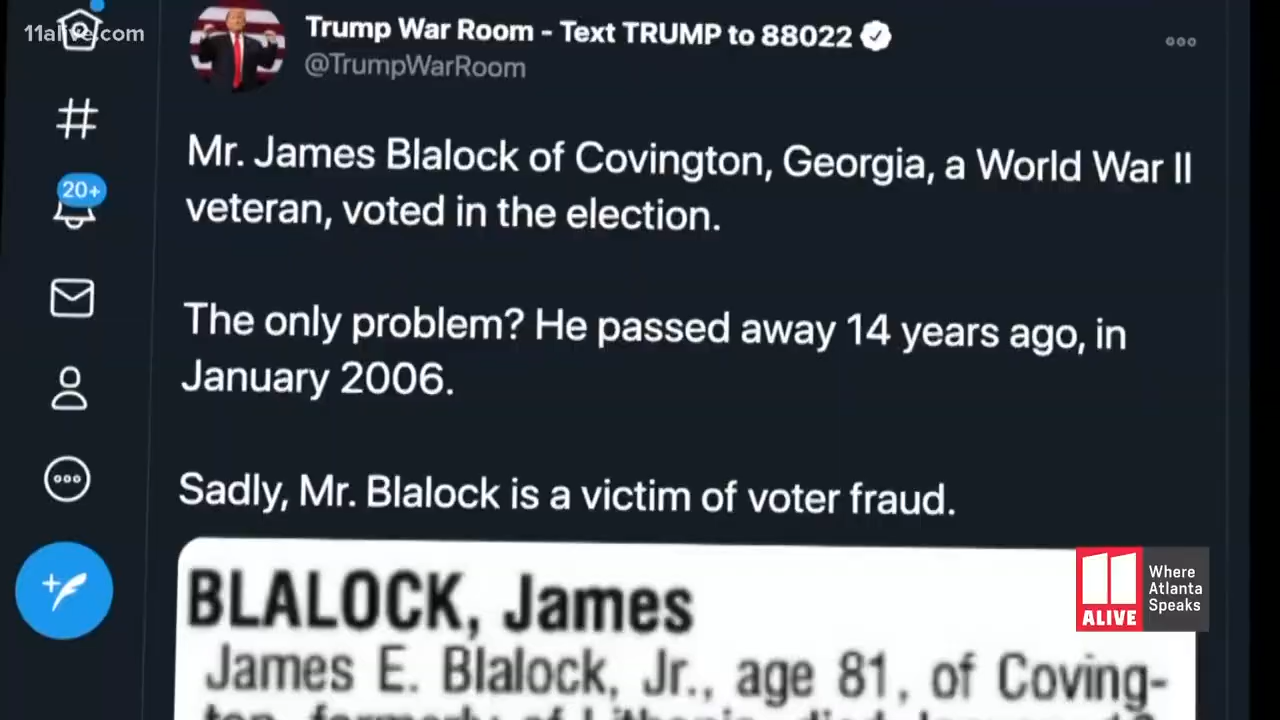 11alive.com
Trump War Room - Text TRUMP to 88022
@TrumpWarRoom
20+
Mr. James Blalock of Covington, Georgia, a World War II
veteran, voted in the election.
The only problem? He passed away 14 years ago, in
January 2006.
Sadly, Mr. Blalock is a victim of voter fraud.
BLALOCK, James
James E. Blalock, Jr., age 81, of Coving-
11
ALIVE
Where
Atlanta
Speaks